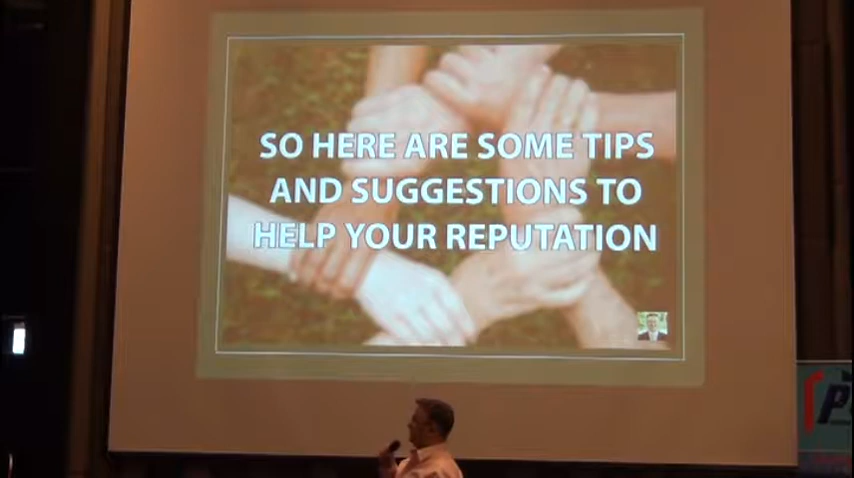 SO HERE ARE SOME TIPS
AND SUGGESTIONS TO
HELP YOUR REPUTATION